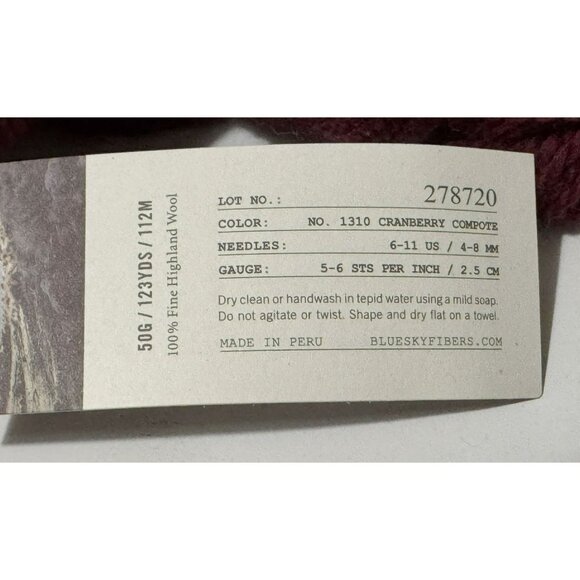 50G / 123YDS / 112M
100% Fine Highland Wool
LOT NO.: 278720
COLOR: NO. 1310 CRANBERRY COMPOTE
NEEDLES: 6-11 US / 4-8 MM
GAUGE: 5-6 STS PER INCH / 2.5 CM
Dry clean or handwash in tepid water using a mild soap.
Do not agitate or twist. Shape and dry flat on a towel.
MADE IN PERU BLUESKYFIBERS.COM